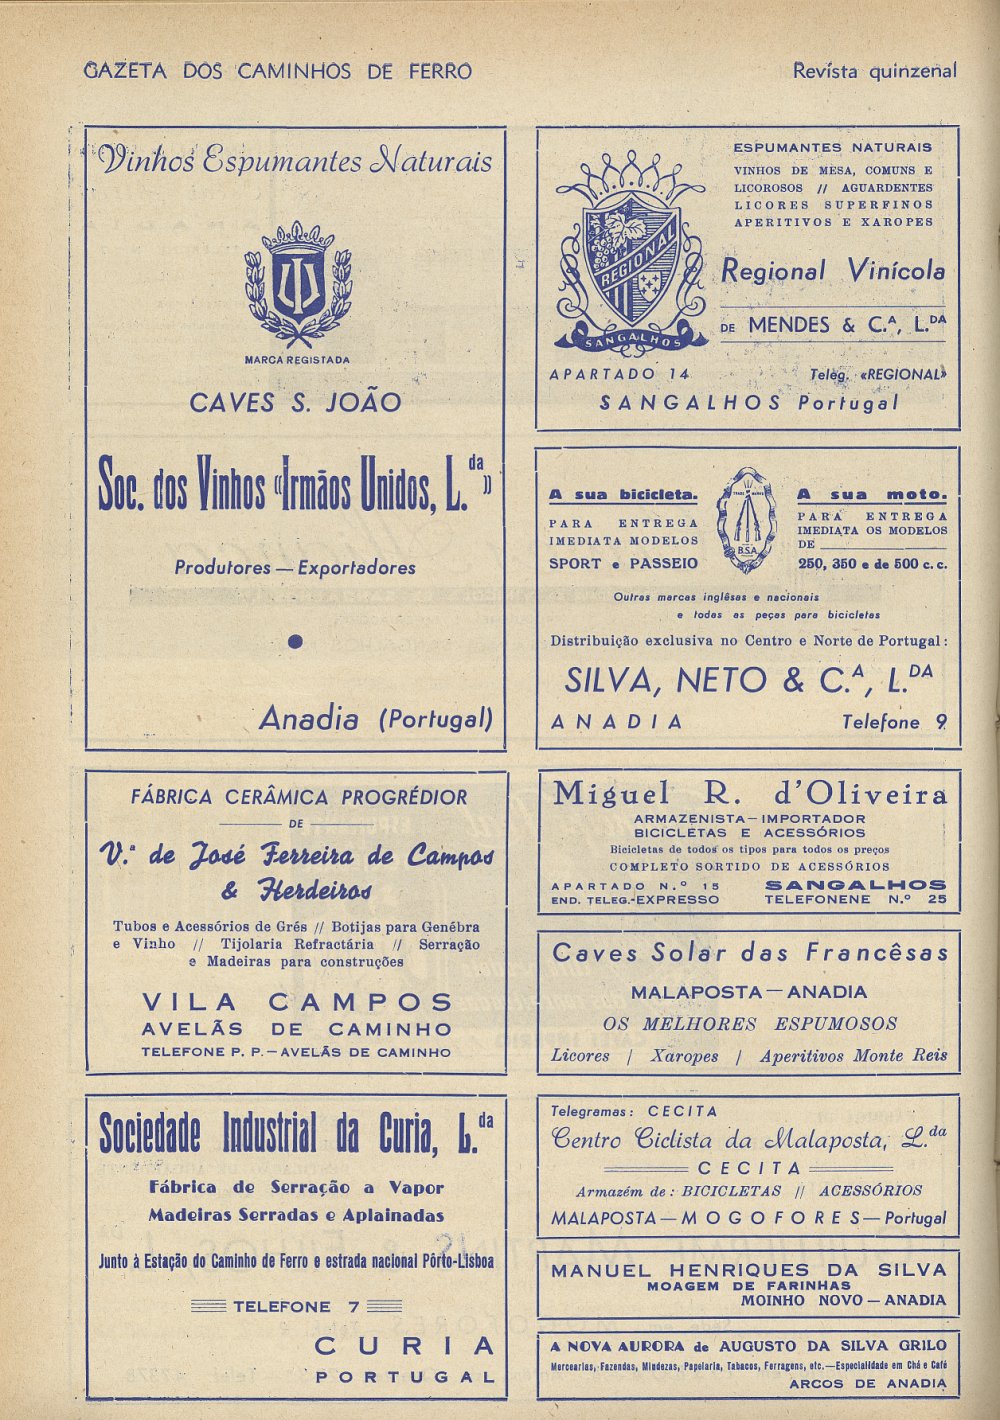 GAZETA DOS CAMINHOS DE FERRO
Revista quinzenal
Vinhos Espumantes Naturais
MARCA REGISTADA
CAVES S. JOÃO
Soc. dos Vinhos «Irmãos Unidos, L.da»
Produtores — Exportadores
Anadia (Portugal)
ESPUMANTES NATURAIS
VINHOS DE MESA, COMUNS E
LICOROSOS // AGUARDENTES
LICORES SUPERFINOS
APERITIVOS E XAROPES
REGIONAL
SANGALHOS
Regional Vinícola
DE MENDES & C.A, L.DA
APARTADO 14
Teleg. «REGIONAL»
SANGALHOS Portugal
A sua bicicleta.
PARA ENTREGA
IMEDIATA MODELOS
SPORT e PASSEIO
TRADE MARK
B.S.A.
A sua moto.
PARA ENTREGA
IMEDIATA OS MODELOS
DE
250, 350 e de 500 c. c.
Outras marcas inglêsas e nacionais
e todas as peças para bicicletas
Distribuição exclusiva no Centro e Norte de Portugal:
SILVA, NETO & C.A, L.DA
ANADIA
Telefone 9
FÁBRICA CERÂMICA PROGRÉDIOR
DE
V.ª de José Ferreira de Campos
& Herdeiros
Tubos e Acessórios de Grés // Botijas para Genébra
e Vinho // Tijolaria Refractária // Serração
e Madeiras para construções
VILA CAMPOS
AVELÃS DE CAMINHO
TELEFONE P. P. — AVELÃS DE CAMINHO
Miguel R. d'Oliveira
ARMAZENISTA — IMPORTADOR
BICICLETAS E ACESSÓRIOS
Bicicletas de todos os tipos para todos os preços
COMPLETO SORTIDO DE ACESSÓRIOS
APARTADO N.º 15
SANGALHOS
END. TELEG.-EXPRESSO
TELEFONENE N.º 25
Caves Solar das Francêsas
MALAPOSTA — ANADIA
OS MELHORES ESPUMOSOS
Licores / Xaropes / Aperitivos Monte Reis
Sociedade Industrial da Curia, L.da
Fábrica de Serração a Vapor
Madeiras Serradas e Aplainadas
Junto à Estação do Caminho de Ferro e estrada nacional Pôrto-Lisboa
TELEFONE 7
CURIA
PORTUGAL
Telegramas: CECITA
Centro Ciclista da Malaposta, L.da
CECITA
Armazém de: BICICLETAS // ACESSÓRIOS
MALAPOSTA — MOGOFORES — Portugal
MANUEL HENRIQUES DA SILVA
MOAGEM DE FARINHAS
MOINHO NOVO — ANADIA
A NOVA AURORA de AUGUSTO DA SILVA GRILO
Mercearias, Fazendas, Miudezas, Papelaria, Tabacos, Ferragens, etc. — Especialidade em Chá e Café
ARCOS DE ANADIA